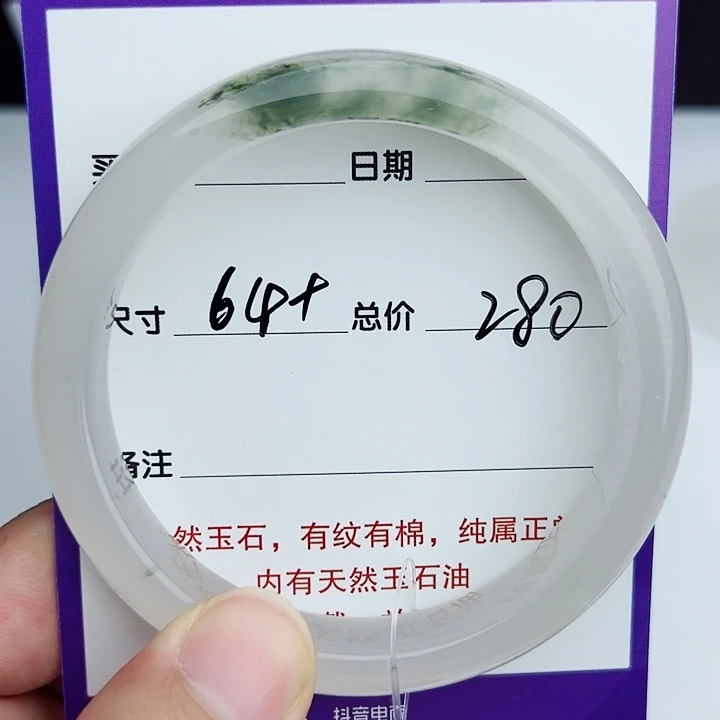 日期
尺寸 64+ 总价 280
备注
然玉石，有纹有棉，纯属正
内有天然玉石油
抖音电商